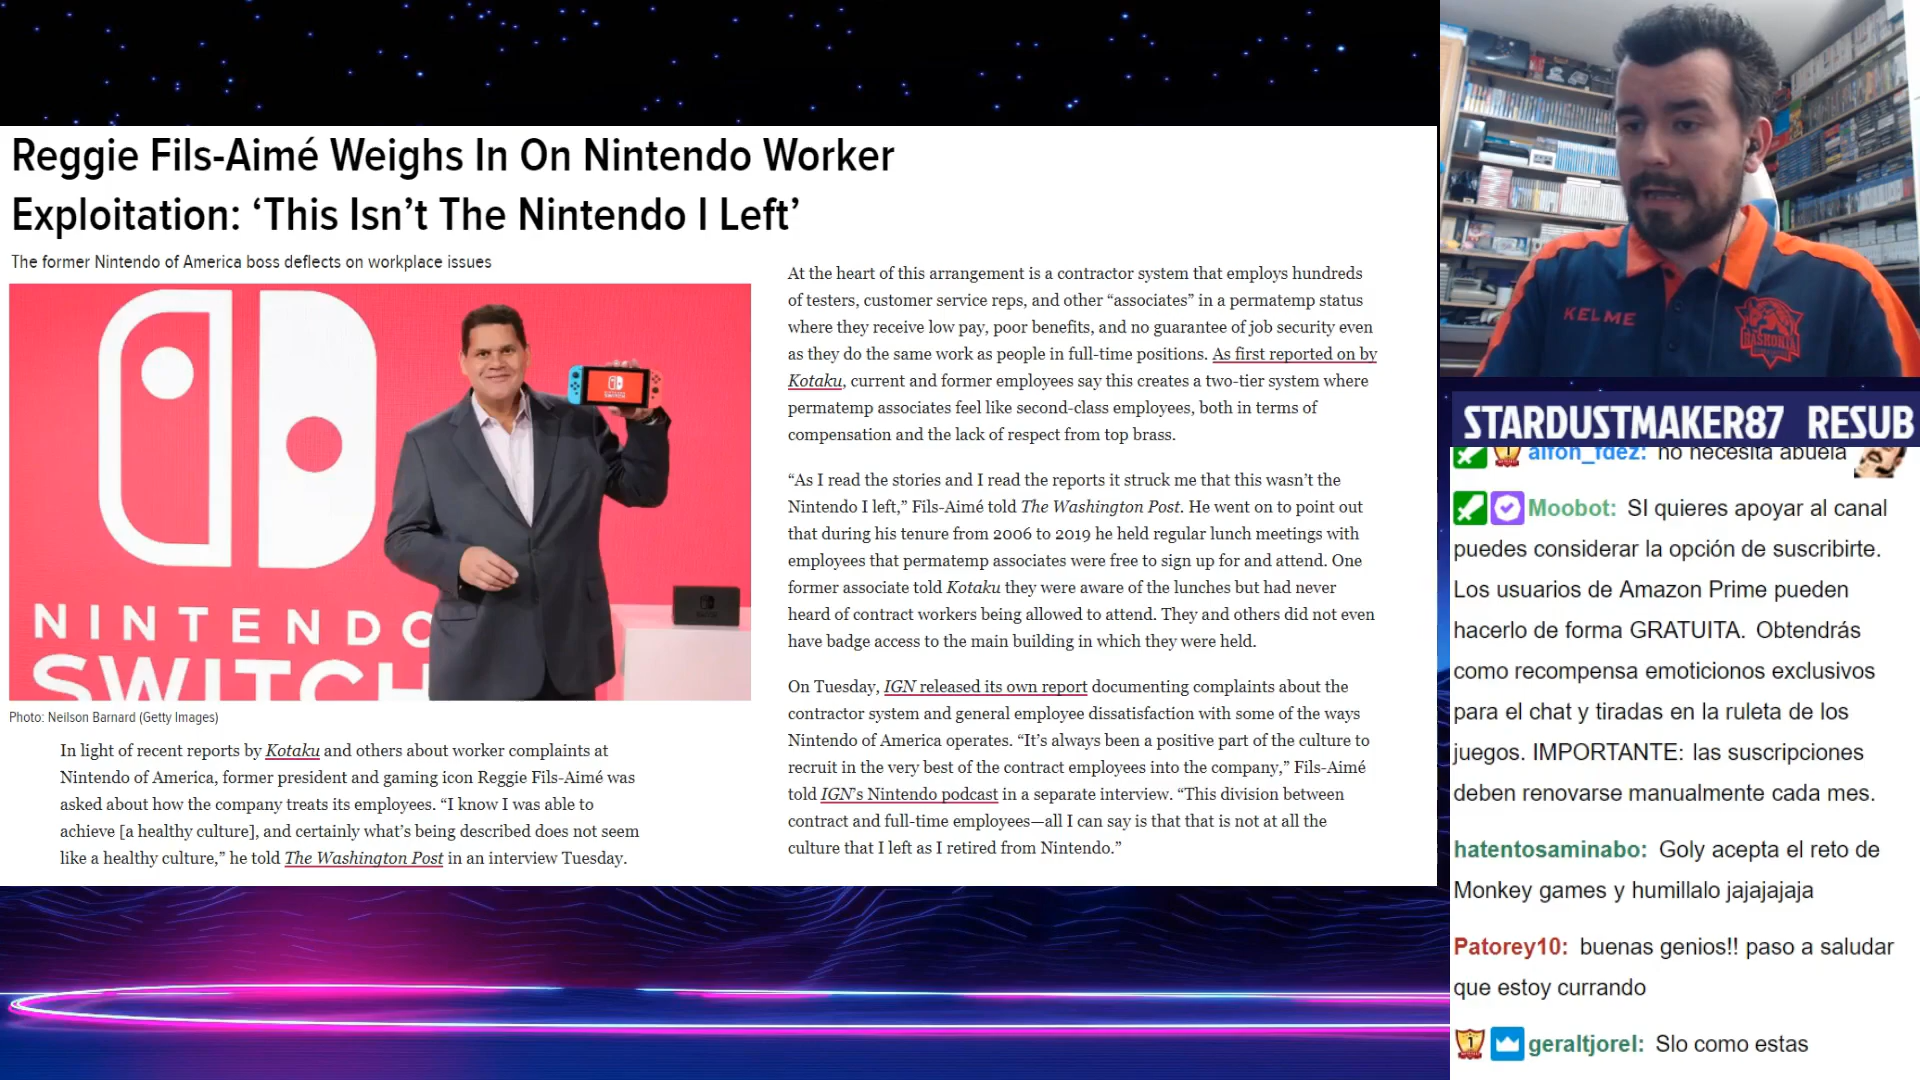 Reggie Fils-Aimé Weighs In On Nintendo Worker
Exploitation: ‘This Isn’t The Nintendo I Left’
The former Nintendo of America boss deflects on workplace issues
NINTENDO
SWITCH
NINTENDO
SWITCH
Photo: Neilson Barnard (Getty Images)
In light of recent reports by Kotaku and others about worker complaints at
Nintendo of America, former president and gaming icon Reggie Fils-Aimé was
asked about how the company treats its employees. “I know I was able to
achieve [a healthy culture], and certainly what’s being described does not seem
like a healthy culture,” he told The Washington Post in an interview Tuesday.
At the heart of this arrangement is a contractor system that employs hundreds
of testers, customer service reps, and other “associates” in a permatemp status
where they receive low pay, poor benefits, and no guarantee of job security even
as they do the same work as people in full-time positions. As first reported on by
Kotaku, current and former employees say this creates a two-tier system where
permatemp associates feel like second-class employees, both in terms of
compensation and the lack of respect from top brass.
“As I read the stories and I read the reports it struck me that this wasn’t the
Nintendo I left,” Fils-Aimé told The Washington Post. He went on to point out
that during his tenure from 2006 to 2019 he held regular lunch meetings with
employees that permatemp associates were free to sign up for and attend. One
former associate told Kotaku they were aware of the lunches but had never
heard of contract workers being allowed to attend. They and others did not even
have badge access to the main building in which they were held.
On Tuesday, IGN released its own report documenting complaints about the
contractor system and general employee dissatisfaction with some of the ways
Nintendo of America operates. “It’s always been a positive part of the culture to
recruit in the very best of the contract employees into the company,” Fils-Aimé
told IGN’s Nintendo podcast in a separate interview. “This division between
contract and full-time employees—all I can say is that that is not at all the
culture that I left as I retired from Nintendo.”
KELME
BASKONIA
STARDUSTMAKER87 RESUB
alfon_fdez: no necesita abuela
Moobot: SI quieres apoyar al canal
puedes considerar la opción de suscribirte.
Los usuarios de Amazon Prime pueden
hacerlo de forma GRATUITA. Obtendrás
como recompensa emoticionos exclusivos
para el chat y tiradas en la ruleta de los
juegos. IMPORTANTE: las suscripciones
deben renovarse manualmente cada mes.
hatentosaminabo: Goly acepta el reto de
Monkey games y humillalo jajajajaja
Patorey10: buenas genios!! paso a saludar
que estoy currando
1 geraltjorel: Slo como estas